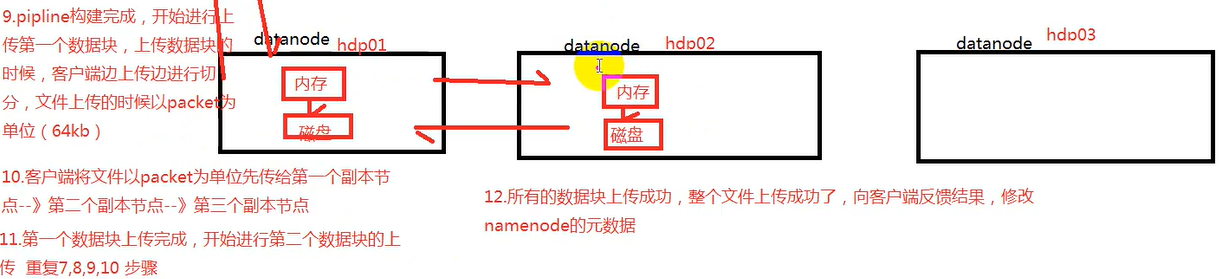 9.pipline构建完成，开始进行上
传第一个数据块，上传数据块的
时候，客户端边上传边进行切
分，文件上传的时候以packet为
单位（64kb）
datanode hdp01
内存
磁盘
datanode hdp02
内存
磁盘
datanode hdp03
10.客户端将文件以packet为单位先传给第一个副本节
点--》第二个副本节点--》第三个副本节点
11.第一个数据块上传完成，开始进行第二个数据块的上
传 重复7,8,9,10 步骤
12.所有的数据块上传成功，整个文件上传成功了，向客户端反馈结果，修改
namenode的元数据